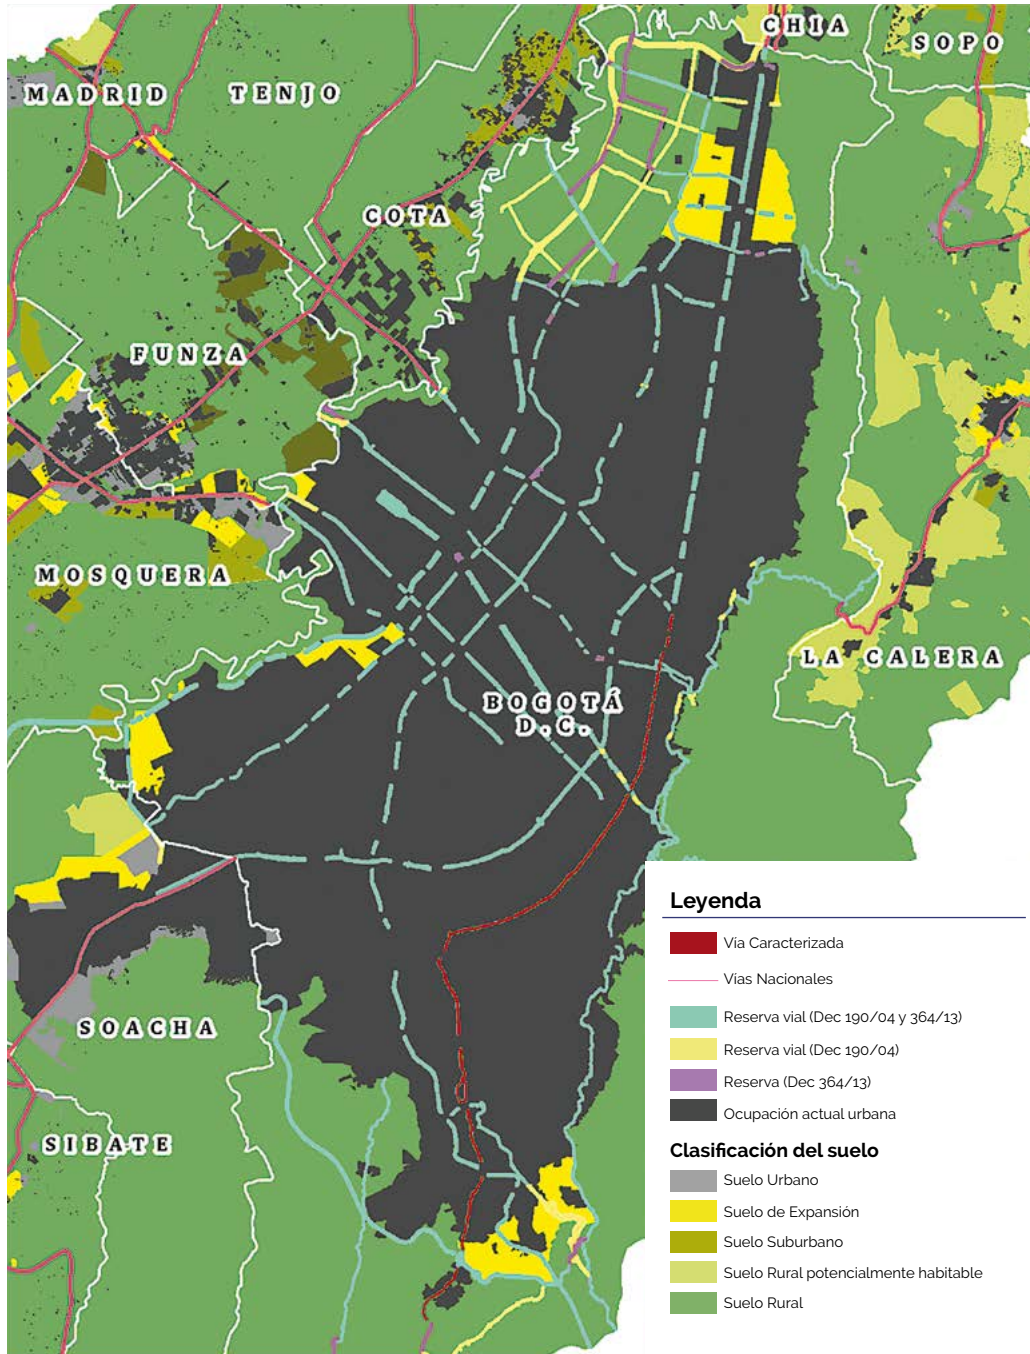 CHIA
SOPO
MADRID
TENJO
COTA
FUNZA
MOSQUERA
LA CALERA
BOGOTÁ
D.C.
SOACHA
SIBATE
Leyenda
Vía Caracterizada
Vías Nacionales
Reserva vial (Dec 190/04 y 364/13)
Reserva vial (Dec 190/04)
Reserva (Dec 364/13)
Ocupación actual urbana
Clasificación del suelo
Suelo Urbano
Suelo de Expansión
Suelo Suburbano
Suelo Rural potencialmente habitable
Suelo Rural